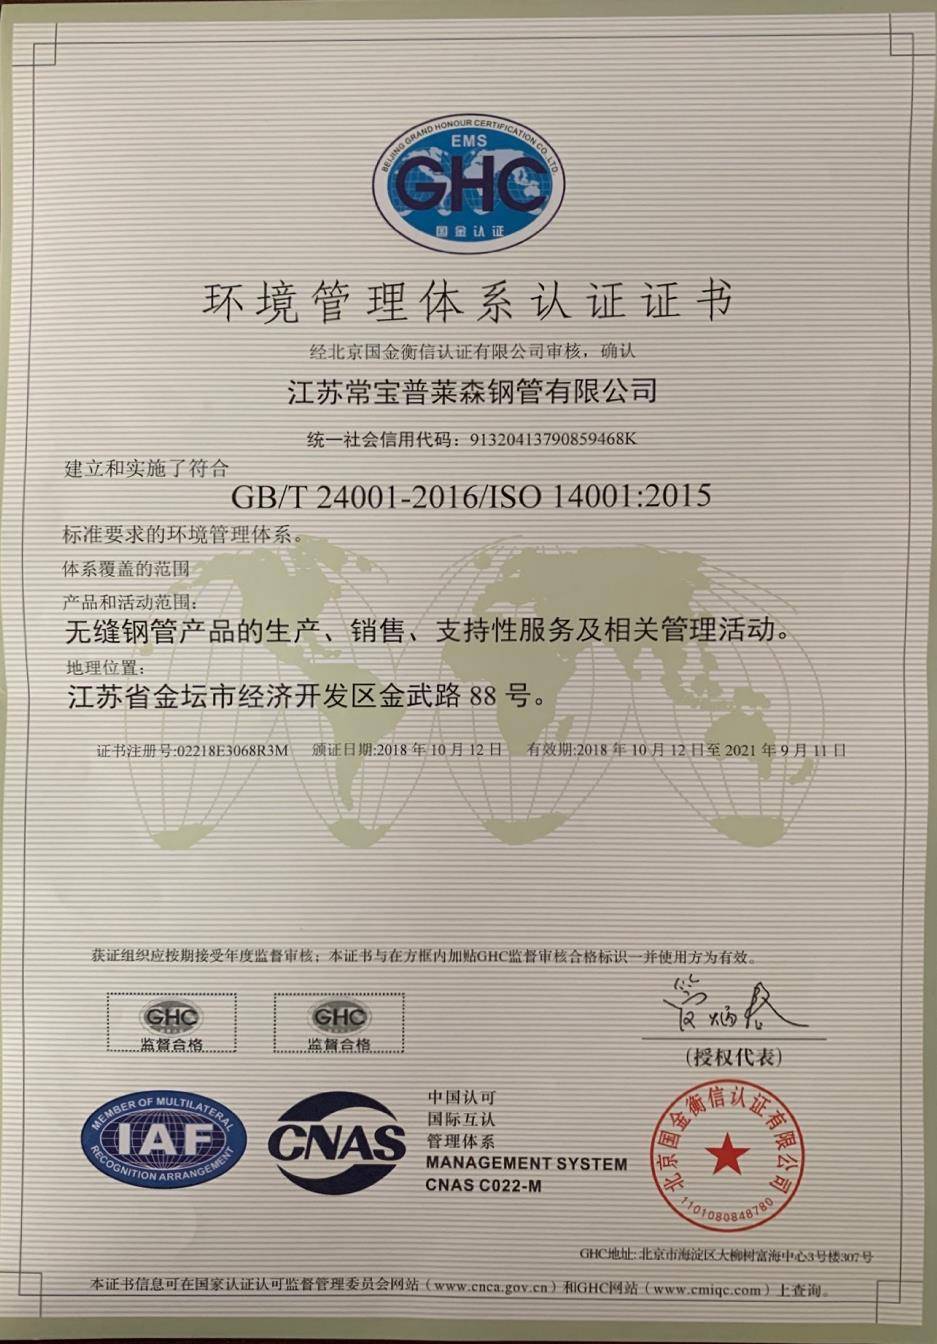 BEIJING GRAND HONOUR CERTIFICATION CO., LTD.
EMS
GHC
国金认证
环境管理体系认证证书
经北京国金衡信认证有限公司审核，确认
江苏常宝普莱森钢管有限公司
统一社会信用代码：91320413790859468K
建立和实施了符合
GB/T 24001-2016/ISO 14001:2015
标准要求的环境管理体系。
体系覆盖的范围
产品和活动范围：
无缝钢管产品的生产、销售、支持性服务及相关管理活动。
地理位置：
江苏省金坛市经济开发区金武路 88 号。
证书注册号:02218E3068R3M 颁证日期:2018 年 10 月 12 日 有效期:2018 年 10 月 12 日至 2021 年 9 月 11 日
获证组织应按期接受年度监督审核；本证书与在方框内加贴GHC监督审核合格标识一并使用方为有效。
GHC
监督合格
GHC
监督合格
(授权代表)
MEMBER OF MULTILATERAL
IAF
RECOGNITION ARRANGEMENT
CNAS
中国认可
国际互认
管理体系
MANAGEMENT SYSTEM
CNAS C022-M
北京国金衡信认证有限公司
1101080848780
GHC地址: 北京市海淀区大柳树富海中心3号楼307号
本证书信息可在国家认证认可监督管理委员会网站（www.cnca.gov.cn）和GHC网站（www.cmiqc.com）上查询。